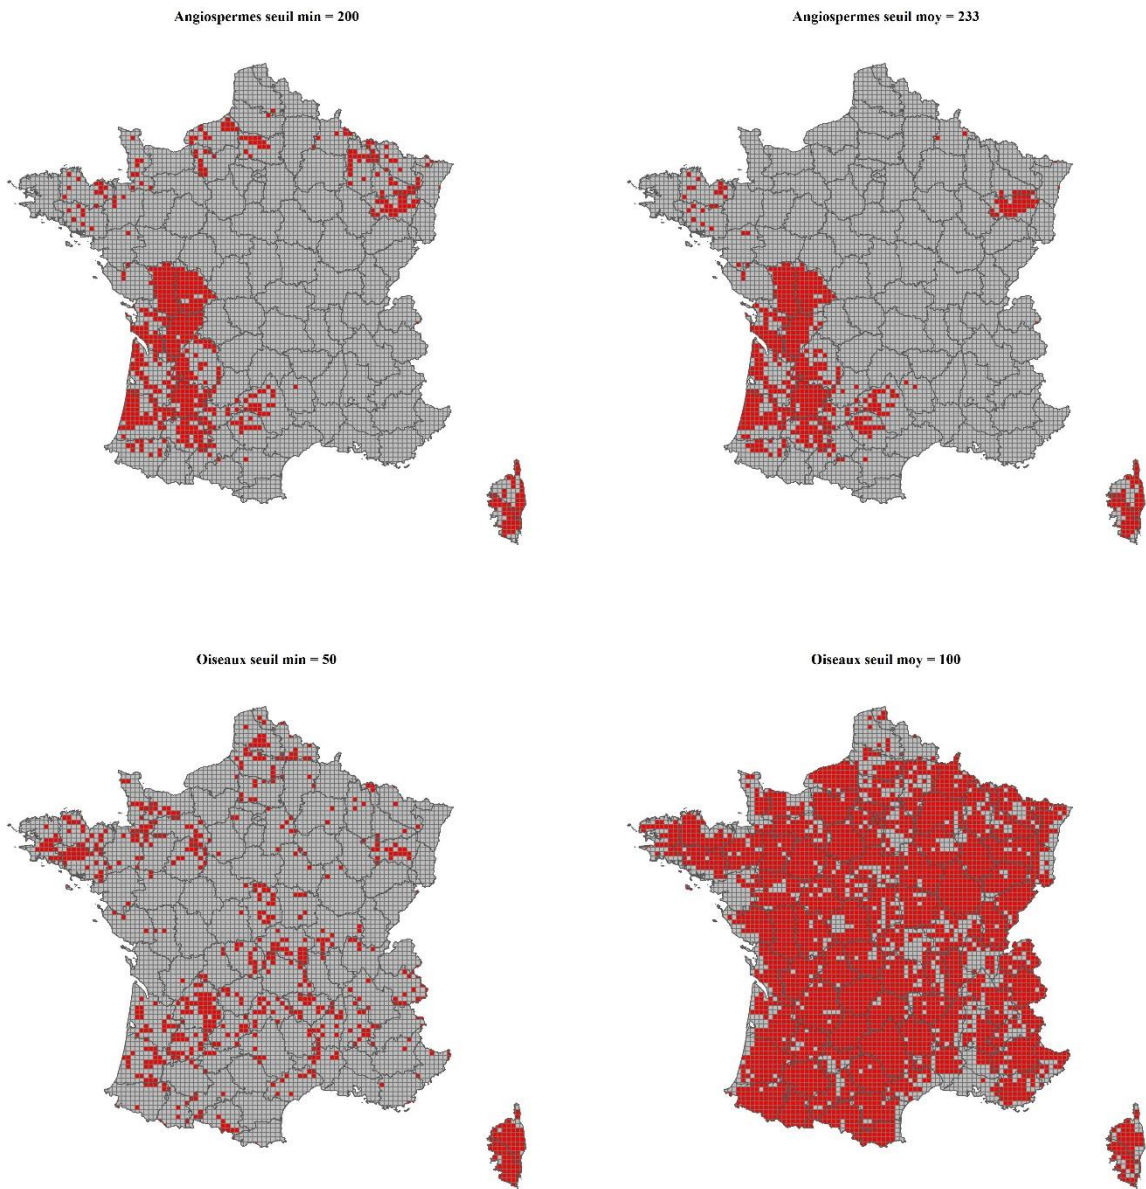 Angiospermes seuil min = 200
Angiospermes seuil moy = 233
Oiseaux seuil min = 50
Oiseaux seuil moy = 100